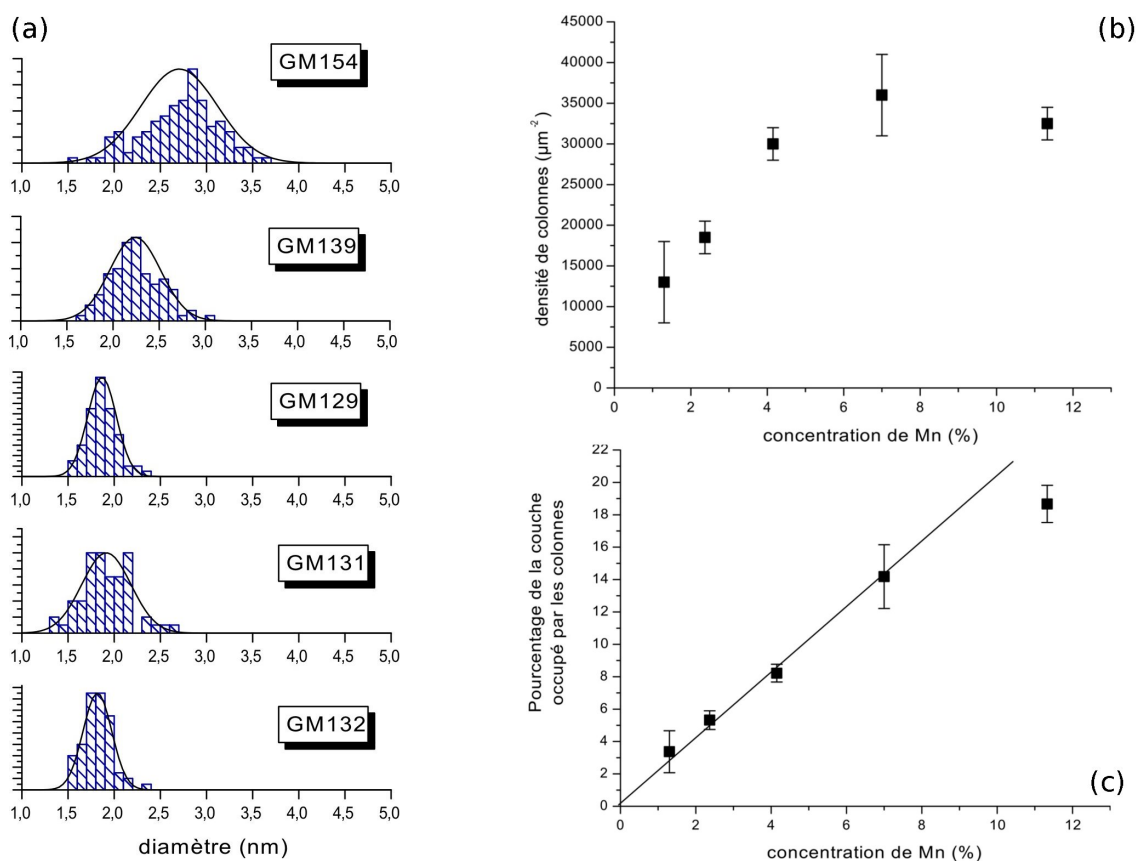 (a)
GM154
1,0 1,5 2,0 2,5 3,0 3,5 4,0 4,5 5,0
GM139
1,0 1,5 2,0 2,5 3,0 3,5 4,0 4,5 5,0
GM129
1,0 1,5 2,0 2,5 3,0 3,5 4,0 4,5 5,0
GM131
1,0 1,5 2,0 2,5 3,0 3,5 4,0 4,5 5,0
GM132
1,0 1,5 2,0 2,5 3,0 3,5 4,0 4,5 5,0
diamètre (nm)
(b)
densité de colonnes (µm⁻²)
45000
40000
35000
30000
25000
20000
15000
10000
5000
0
0 2 4 6 8 10 12
concentration de Mn (%)
Pourcentage de la couche
occupé par les colonnes
22
20
18
16
14
12
10
8
6
4
2
0
0 2 4 6 8 10 12
(c)
concentration de Mn (%)